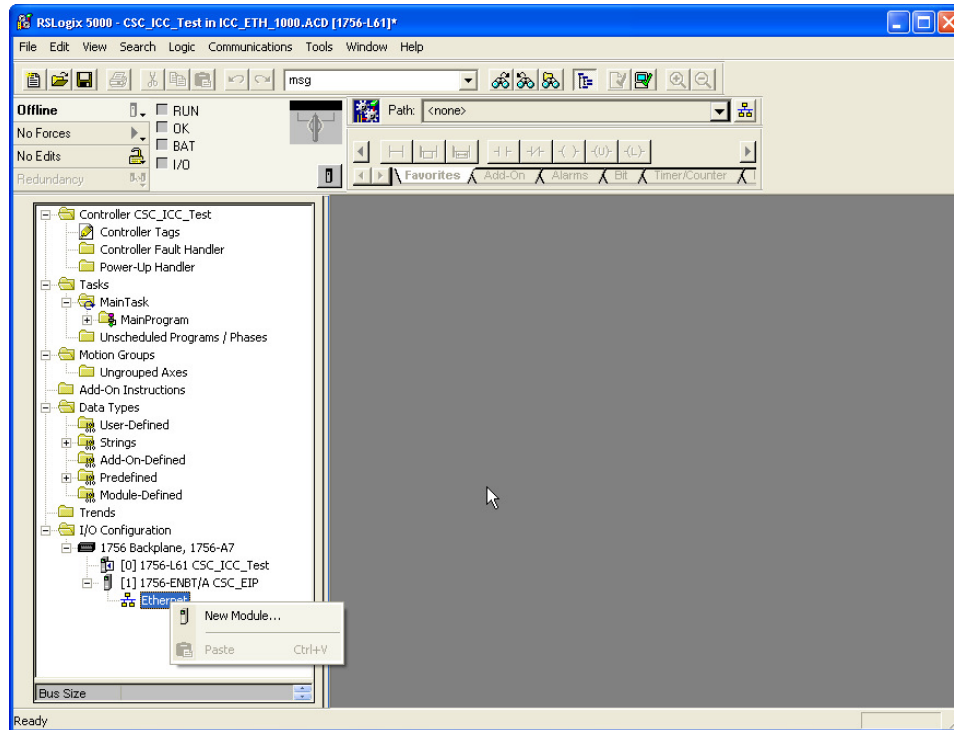 RSLogix 5000 - CSC_ICC_Test in ICC_ETH_1000.ACD [1756-L61]*
File Edit View Search Logic Communications Tools Window Help
msg
Offline
RUN
No Forces
OK
No Edits
BAT
Redundancy
I/O
Path: <none>
Favorites Add-On Alarms Bit Timer/Counter
Controller CSC_ICC_Test
Controller Tags
Controller Fault Handler
Power-Up Handler
Tasks
MainTask
MainProgram
Unscheduled Programs / Phases
Motion Groups
Ungrouped Axes
Add-On Instructions
Data Types
User-Defined
Strings
Add-On-Defined
Predefined
Module-Defined
Trends
I/O Configuration
1756 Backplane, 1756-A7
[0] 1756-L61 CSC_ICC_Test
[1] 1756-ENBT/A CSC_EIP
Ethernet
New Module...
Paste Ctrl+V
Bus Size
Ready